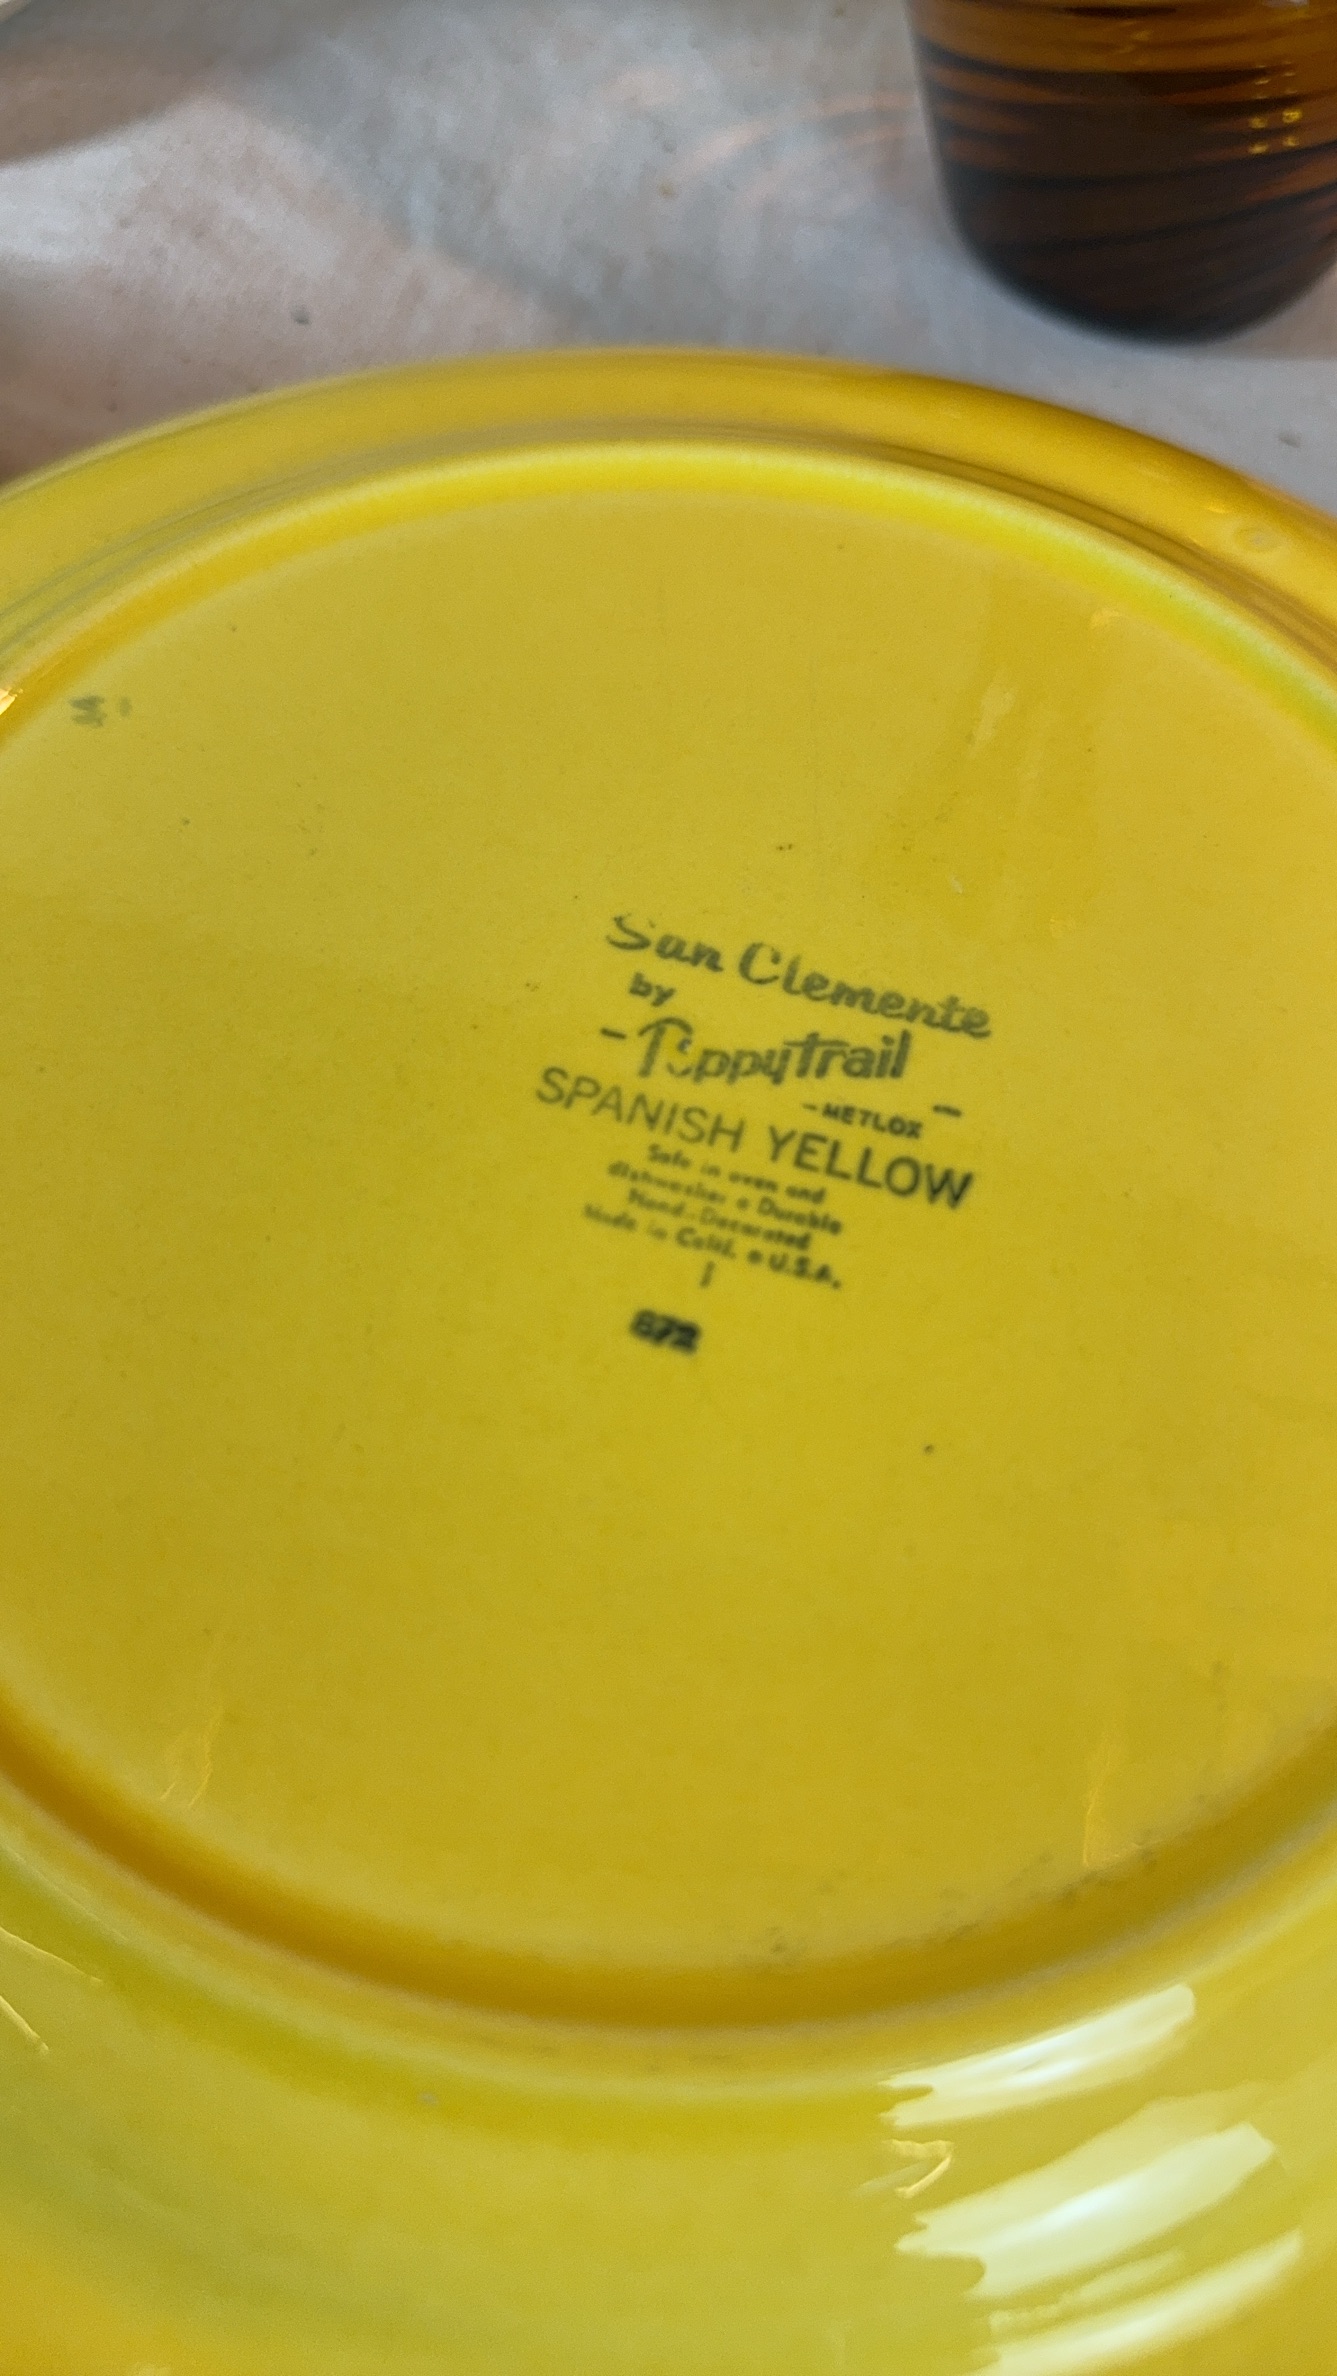 San Clemente
by
- Poppytrail
- METLOX -
SPANISH YELLOW
Safe in oven and
dishwasher • Durable
Hand-Decorated
Made in Calif. • U.S.A.
1
872